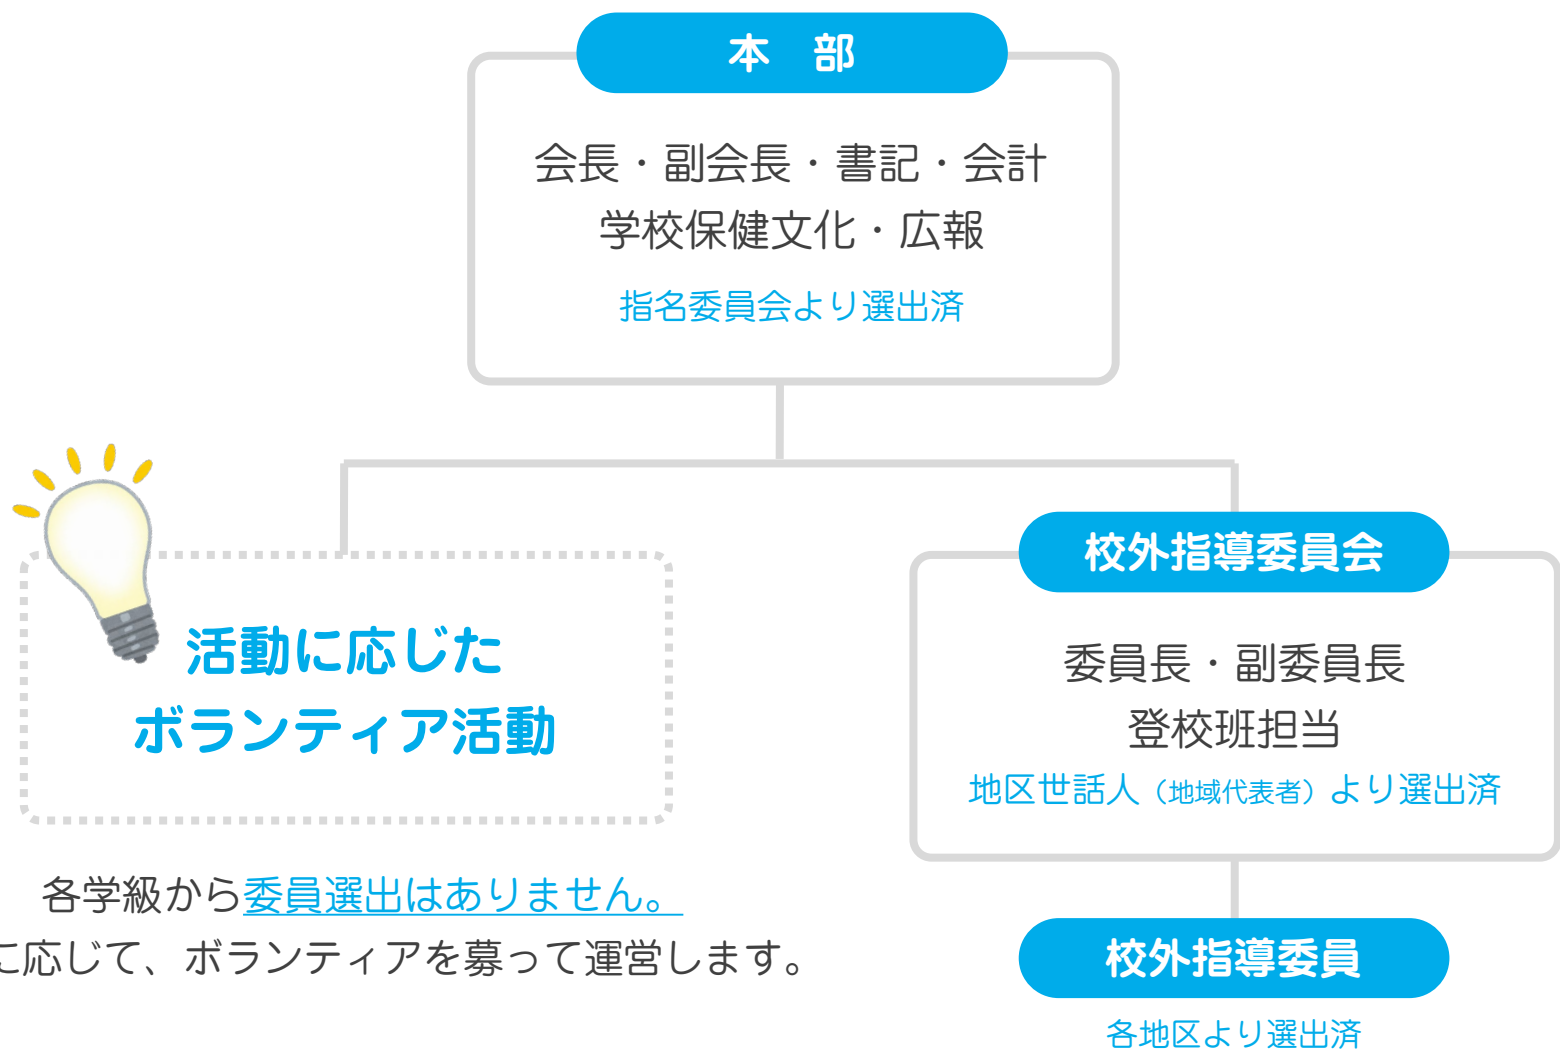 本　部
会長・副会長・書記・会計
学校保健文化・広報
指名委員会より選出済
活動に応じた
ボランティア活動
各学級から委員選出はありません。
に応じて、ボランティアを募って運営します。
校外指導委員会
委員長・副委員長
登校班担当
地区世話人（地域代表者）より選出済
校外指導委員
各地区より選出済